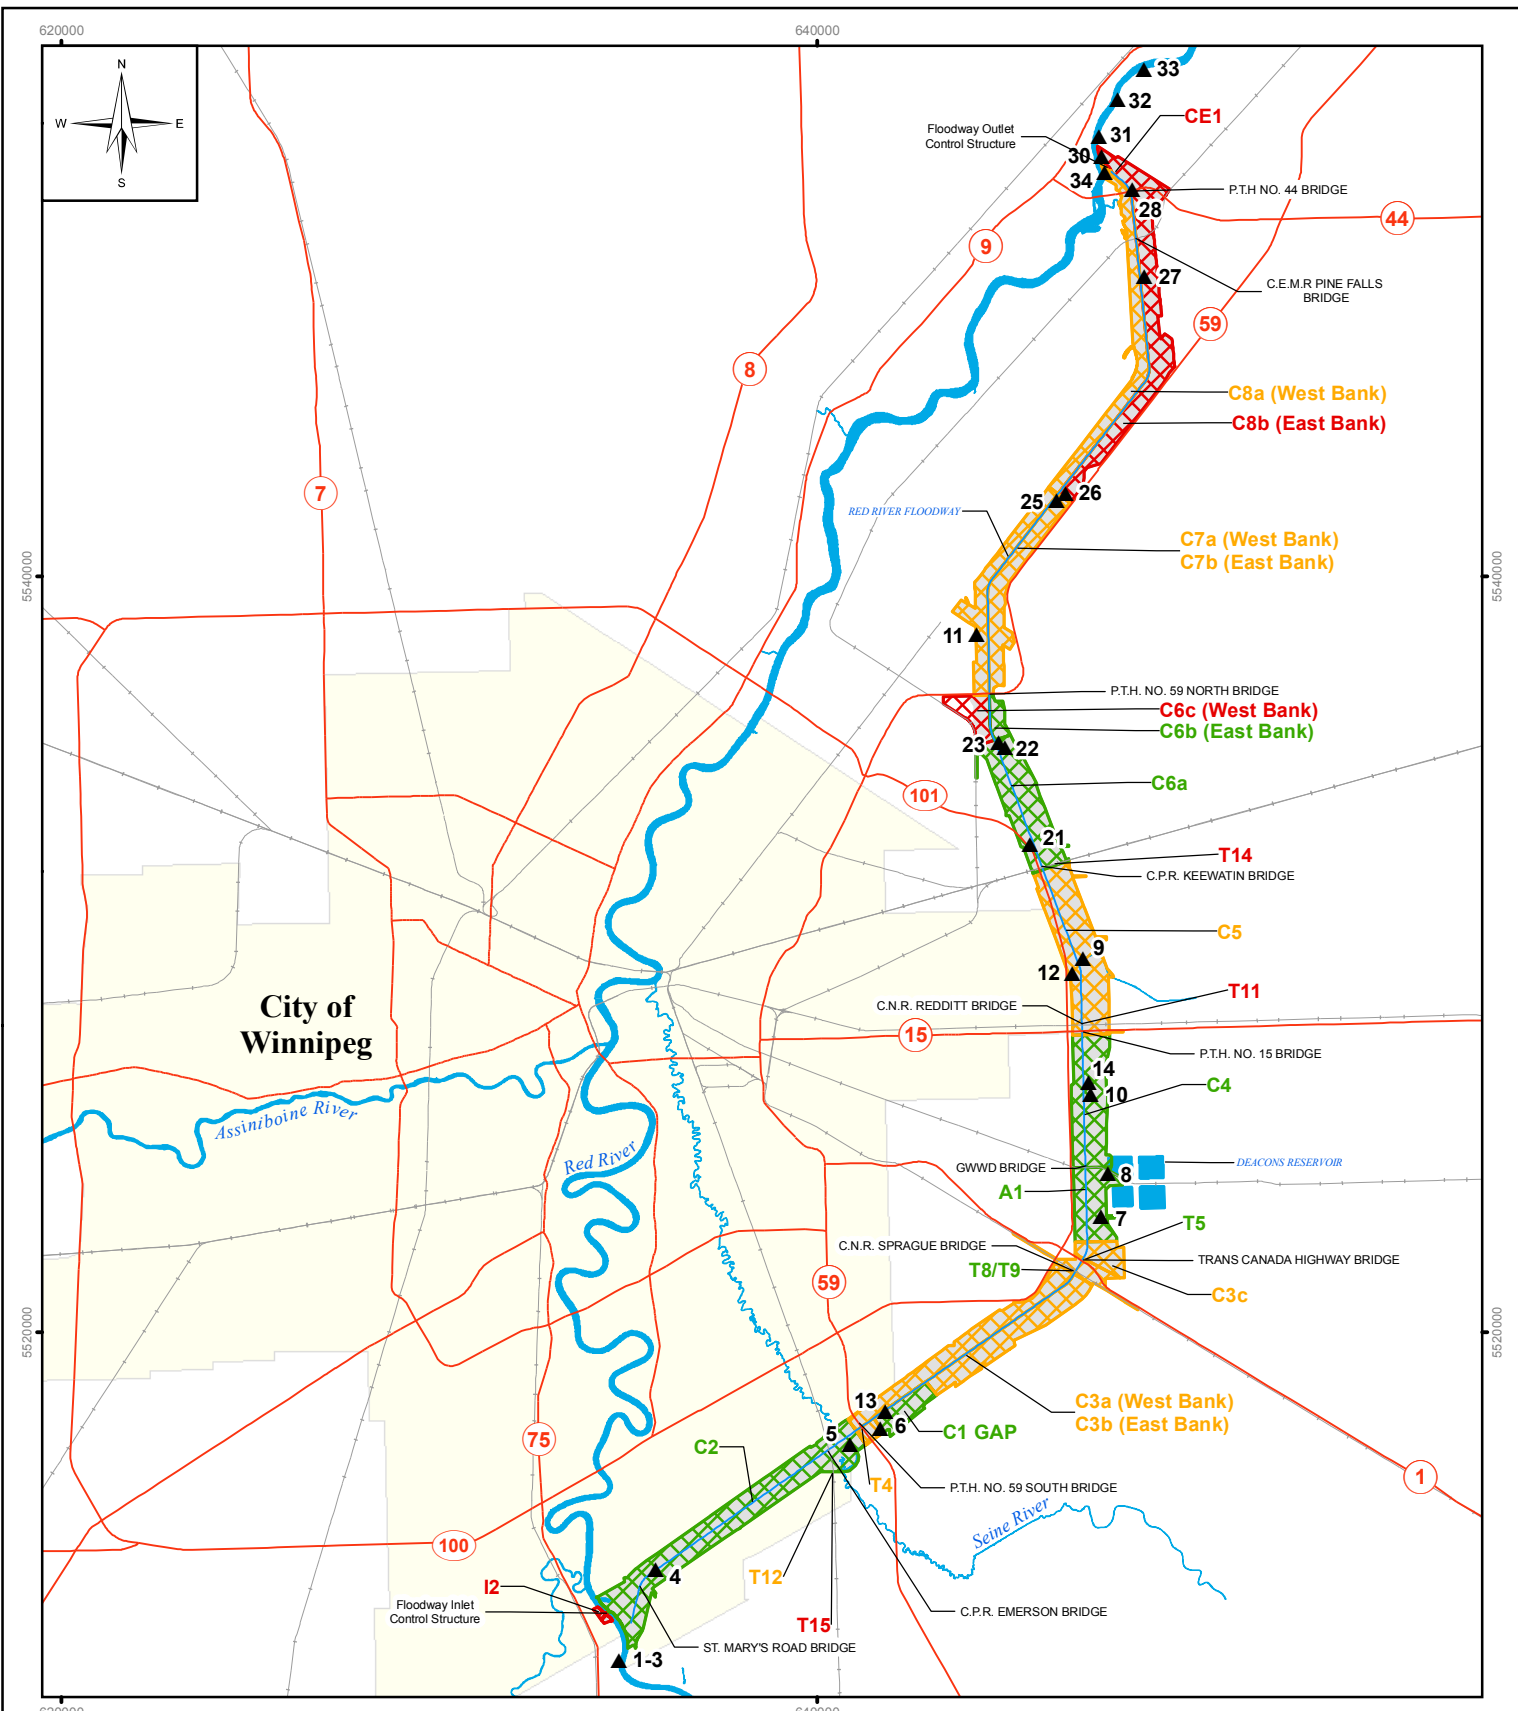 620000
640000
N
W
E
S
33
32
CE1
Floodway Outlet
Control Structure
31
30
34
P.T.H NO. 44 BRIDGE
28
44
9
27
C.E.M.R PINE FALLS
BRIDGE
59
8
C8a (West Bank)
C8b (East Bank)
7
25
26
RED RIVER FLOODWAY
C7a (West Bank)
C7b (East Bank)
5540000
5540000
11
P.T.H. NO. 59 NORTH BRIDGE
C6c (West Bank)
C6b (East Bank)
23
22
C6a
101
21
T14
C.P.R. KEEWATIN BRIDGE
C5
9
12
T11
City of
Winnipeg
C.N.R. REDDITT BRIDGE
15
P.T.H. NO. 15 BRIDGE
14
10
C4
Assiniboine River
Red River
GWWD BRIDGE
DEACONS RESERVOIR
8
A1
7
T5
C.N.R. SPRAGUE BRIDGE
TRANS CANADA HIGHWAY BRIDGE
T8/T9
59
C3c
5520000
5520000
C3a (West Bank)
C3b (East Bank)
13
6
C1 GAP
5
75
C2
T4
P.T.H. NO. 59 SOUTH BRIDGE
1
Seine River
100
4
T12
I2
Floodway Inlet
Control Structure
C.P.R. EMERSON BRIDGE
T15
ST. MARY'S ROAD BRIDGE
1-3
620000
640000